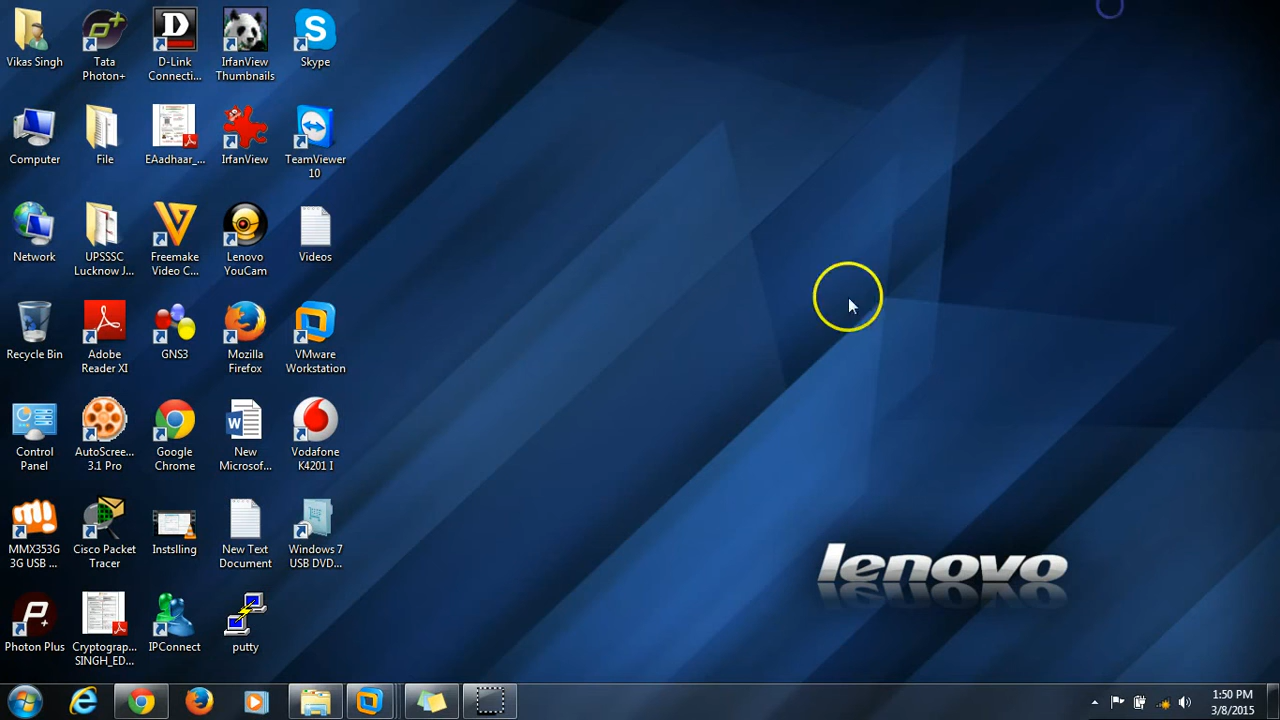 Vikas Singh
Tata
Photon+
D-Link
Connecti...
IrfanView
Thumbnails
Skype
Computer
File
EAadhaar_...
IrfanView
TeamViewer
10
Network
UPSSSC
Lucknow J...
Freemake
Video C...
Lenovo
YouCam
Videos
Recycle Bin
Adobe
Reader XI
GNS3
Mozilla
Firefox
VMware
Workstation
Control
Panel
AutoScree...
3.1 Pro
Google
Chrome
New
Microsof...
Vodafone
K4201 I
MMX353G
3G USB ...
Cisco Packet
Tracer
Instslling
New Text
Document
Windows 7
USB DVD...
Photon Plus
Cryptograp...
SINGH_ED...
IPConnect
putty
lenovo
1:50 PM
3/8/2015